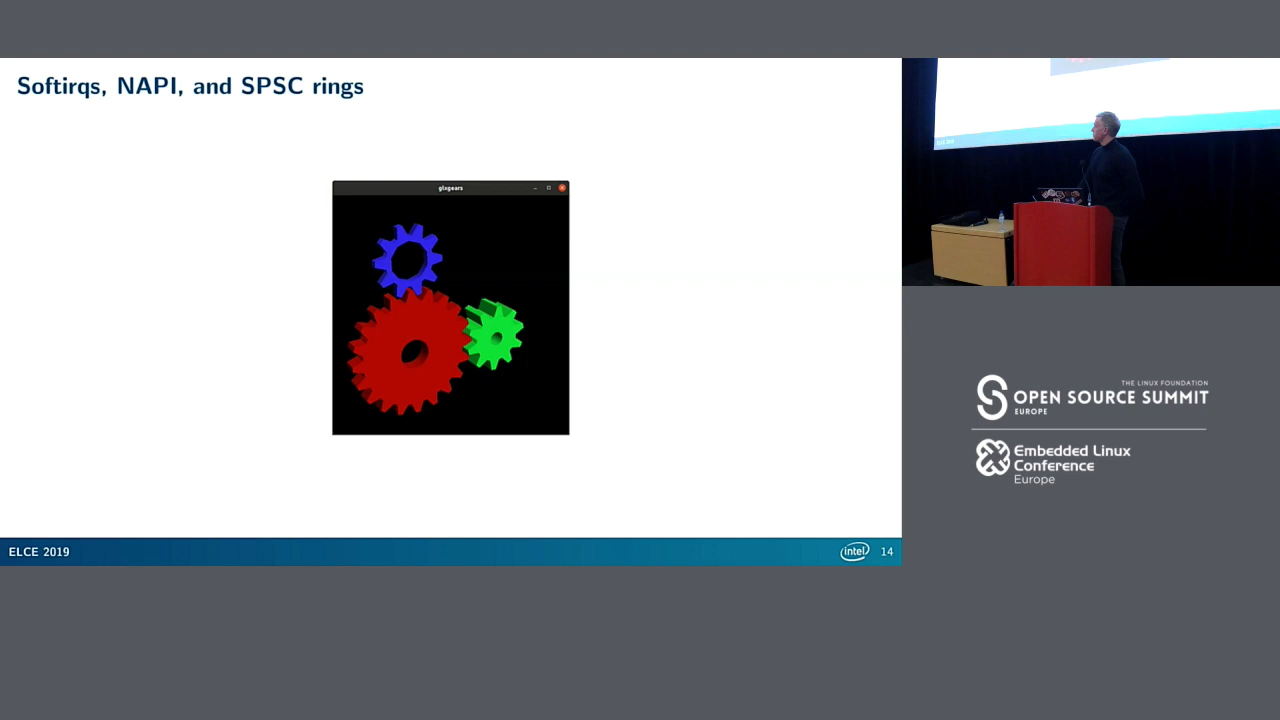 Softirqs, NAPI, and SPSC rings
glxgears
ELCE 2019
intel
14
THE LINUX FOUNDATION
OPEN SOURCE SUMMIT
EUROPE
Embedded Linux
Conference
Europe